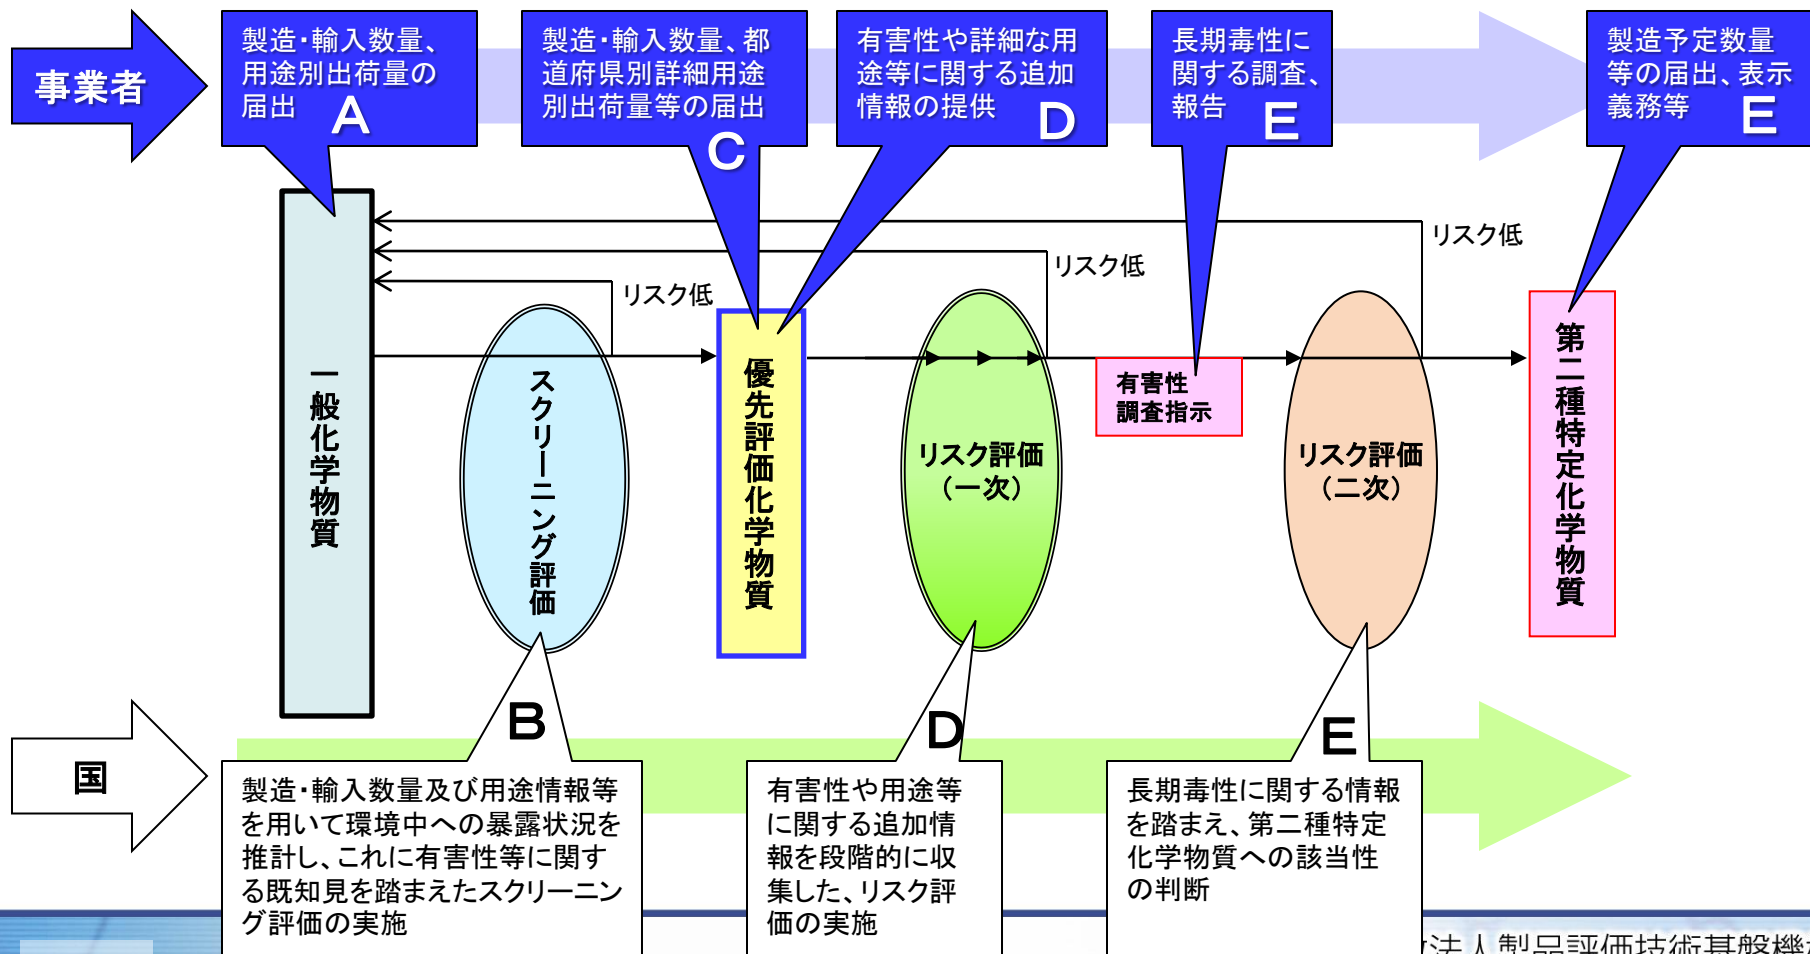 事業者
製造・輸入数量、
用途別出荷量の
届出
A
製造・輸入数量、都
道府県別詳細用途
別出荷量等の届出
C
有害性や詳細な用
途等に関する追加
情報の提供
D
長期毒性に
関する調査、
報告
E
製造予定数量
等の届出、表示
義務等
E
リスク低
リスク低
リスク低
一般化学物質
スクリーニング評価
優先評価化学物質
リスク評価
(一次)
有害性
調査指示
リスク評価
(二次)
第二種特定化学物質
国
B
製造・輸入数量及び用途情報等
を用いて環境中への暴露状況を
推計し、これに有害性等に関す
る既知見を踏まえたスクリーニン
グ評価の実施
D
有害性や用途等
に関する追加情
報を段階的に収
集した、リスク評
価の実施
E
長期毒性に関する情報
を踏まえ、第二種特定
化学物質への該当性
の判断
法人製品評価技術基盤機